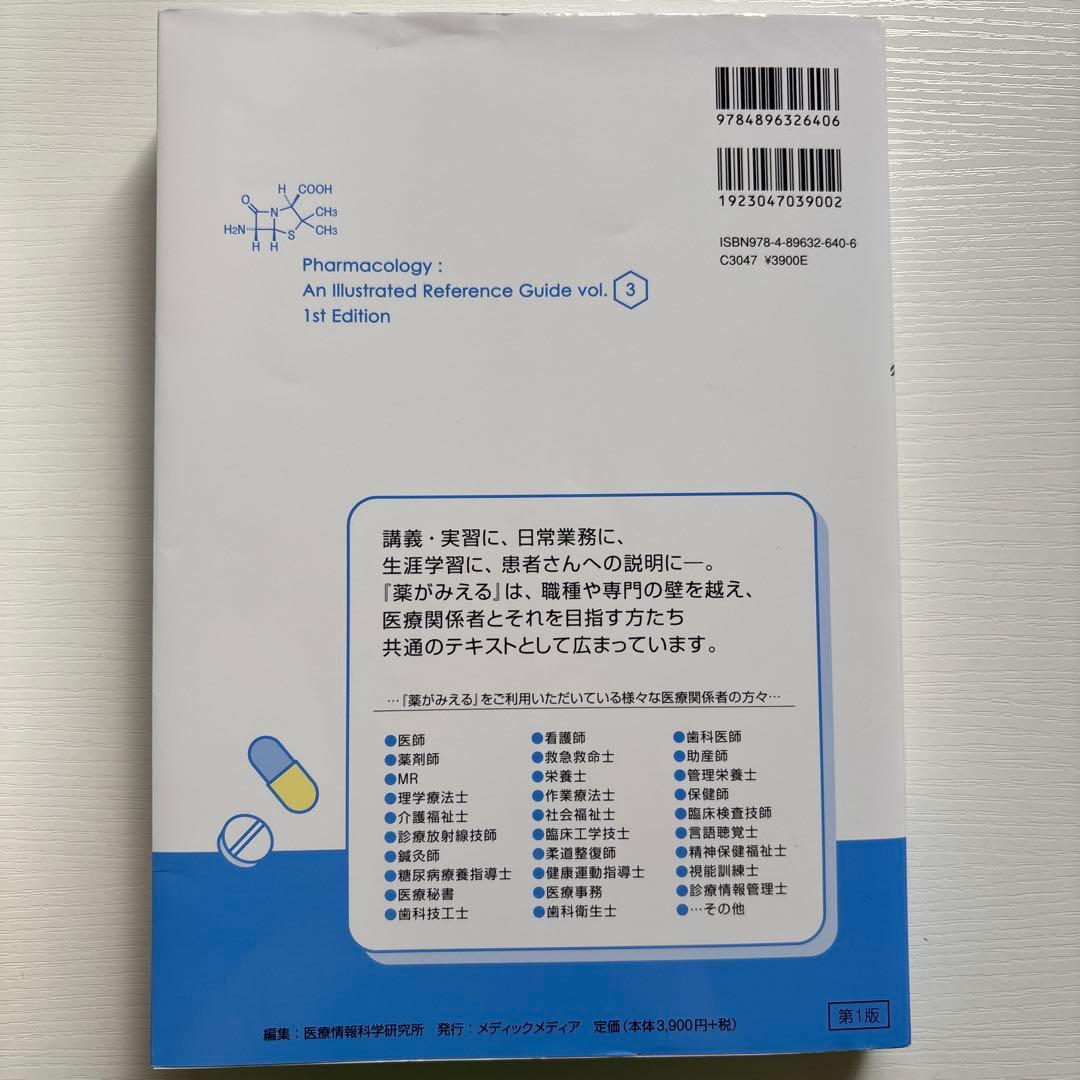 9784896326406
1923047039002
ISBN978-4-89632-640-6
C3047 ¥3900E
H COOH
O N CH3
H2N S CH3
H H
Pharmacology :
An Illustrated Reference Guide vol. 3
1st Edition
講義・実習に、日常業務に、
生涯学習に、患者さんへの説明に―。
『薬がみえる』は、職種や専門の壁を越え、
医療関係者とそれを目指す方たち
共通のテキストとして広まっています。
…『薬がみえる』をご利用いただいている様々な医療関係者の方々…
●医師 ●看護師 ●歯科医師
●薬剤師 ●救急救命士 ●助産師
●MR ●栄養士 ●管理栄養士
●理学療法士 ●作業療法士 ●保健師
●介護福祉士 ●社会福祉士 ●臨床検査技師
●診療放射線技師 ●臨床工学技士 ●言語聴覚士
●鍼灸師 ●柔道整復師 ●精神保健福祉士
●糖尿病療養指導士 ●健康運動指導士 ●視能訓練士
●医療秘書 ●医療事務 ●診療情報管理士
●歯科技工士 ●歯科衛生士 ●…その他
第1版
編集：医療情報科学研究所 発行：メディックメディア 定価（本体3,900円+税）